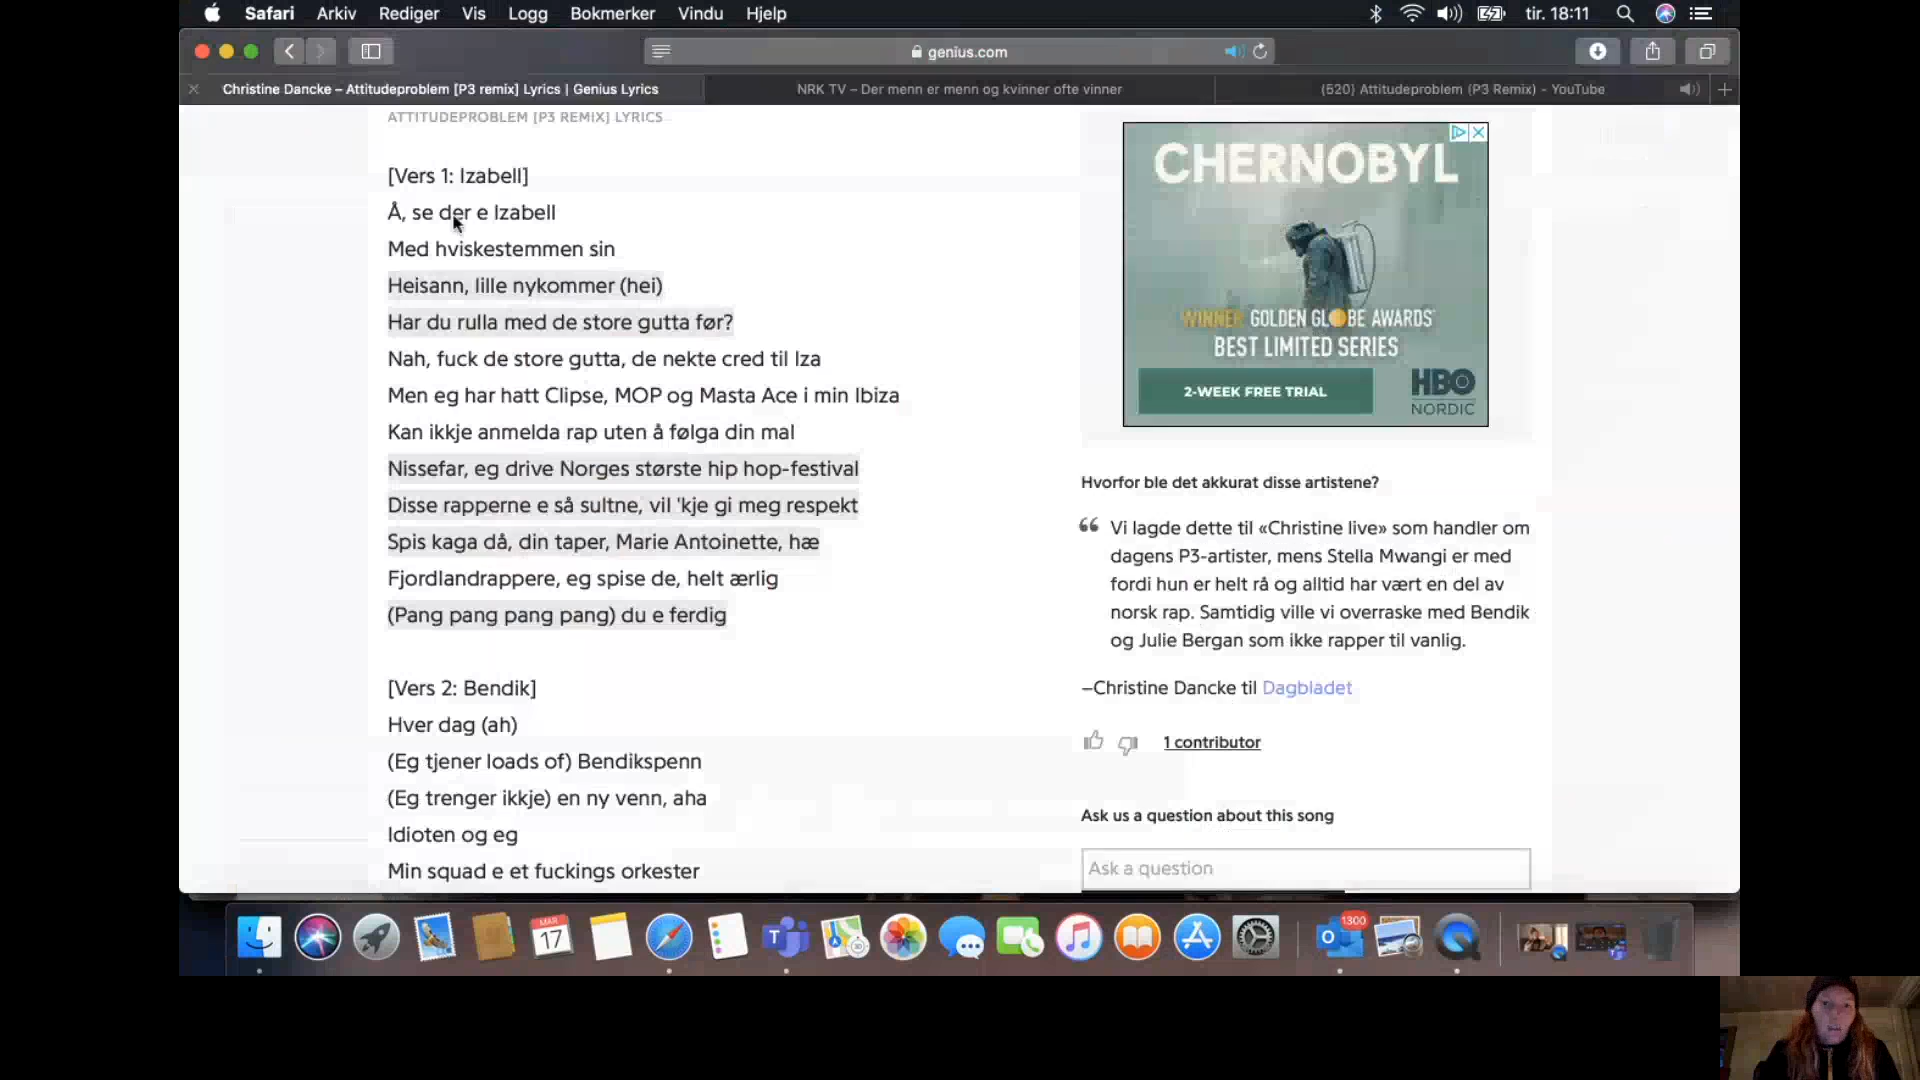 Safari Arkiv Rediger Vis Logg Bokmerker Vindu Hjelp tir. 18:11
genius.com
Christine Dancke – Attitudeproblem [P3 remix] Lyrics | Genius Lyrics
NRK TV – Der menn er menn og kvinner ofte vinner
(520) Attitudeproblem (P3 Remix) - YouTube
ATTITUDEPROBLEM [P3 REMIX] LYRICS
[Vers 1: Izabell]
Å, se der e Izabell
Med hviskestemmen sin
Heisann, lille nykommer (hei)
Har du rulla med de store gutta før?
Nah, fuck de store gutta, de nekte cred til Iza
Men eg har hatt Clipse, MOP og Masta Ace i min Ibiza
Kan ikkje anmelda rap uten å følga din mal
Nissefar, eg drive Norges største hip hop-festival
Disse rapperne e så sultne, vil 'kje gi meg respekt
Spis kaga då, din taper, Marie Antoinette, hæ
Fjordlandrappere, eg spise de, helt ærlig
(Pang pang pang pang) du e ferdig
[Vers 2: Bendik]
Hver dag (ah)
(Eg tjener loads of) Bendikspenn
(Eg trenger ikkje) en ny venn, aha
Idioten og eg
Min squad e et fuckings orkester
CHERNOBYL
WINNER GOLDEN GLOBE AWARDS
BEST LIMITED SERIES
2-WEEK FREE TRIAL
HBO
NORDIC
Hvorfor ble det akkurat disse artistene?
“ Vi lagde dette til «Christine live» som handler om
dagens P3-artister, mens Stella Mwangi er med
fordi hun er helt rå og alltid har vært en del av
norsk rap. Samtidig ville vi overraske med Bendik
og Julie Bergan som ikke rapper til vanlig.
–Christine Dancke til Dagbladet
1 contributor
Ask us a question about this song
Ask a question
MAR
17
T
O
1300